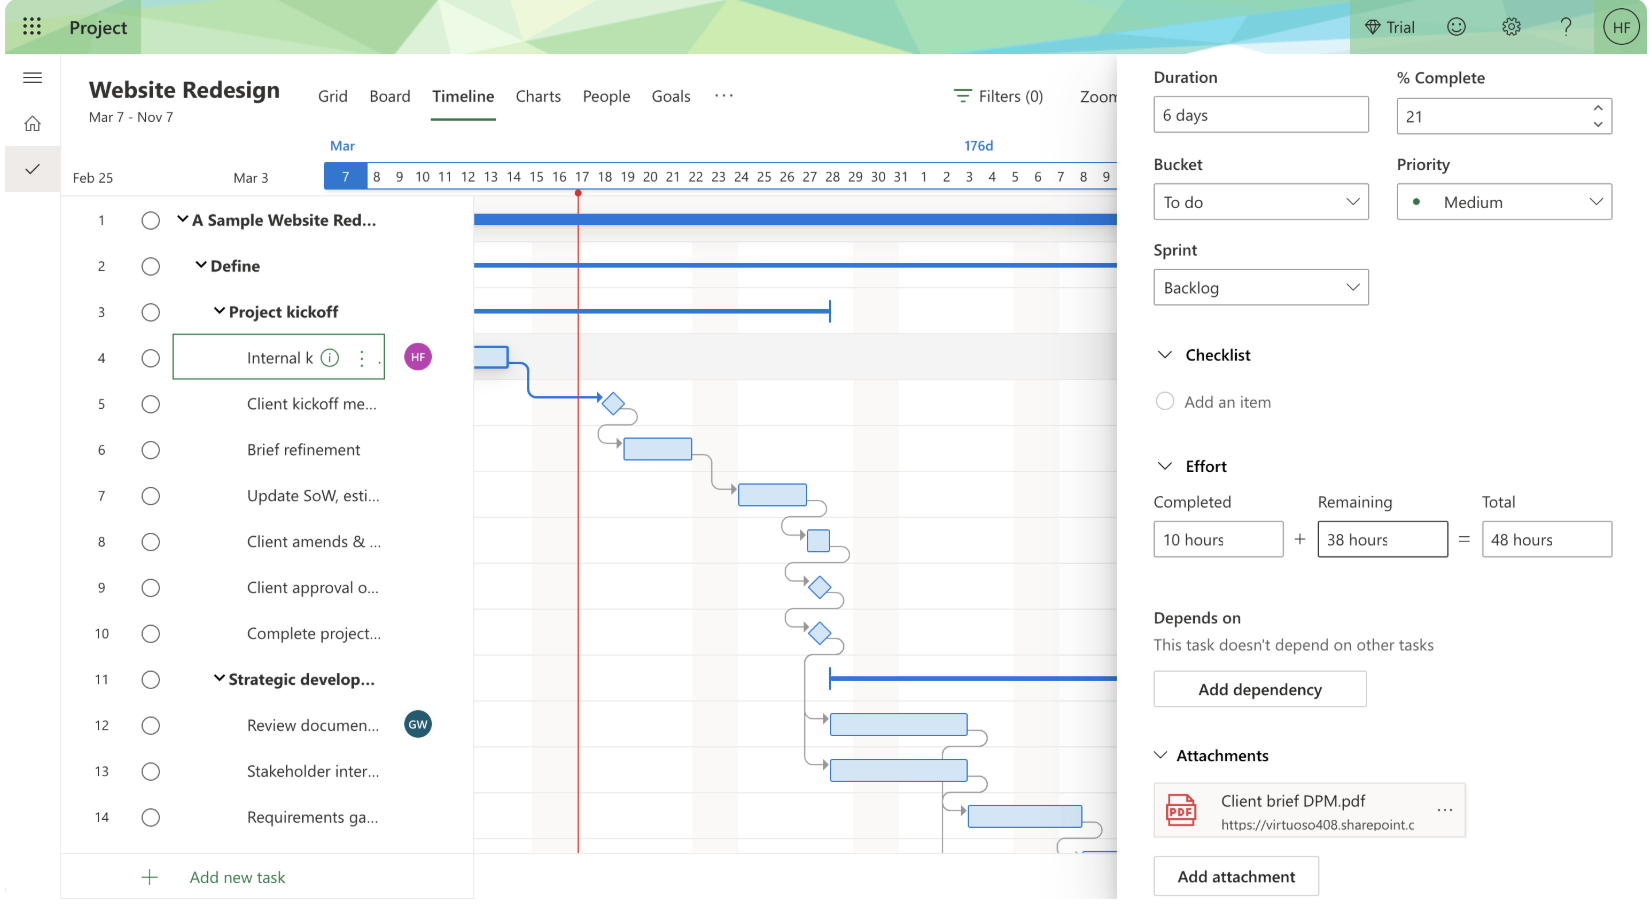 Project
Trial
?
HF
Website Redesign
Mar 7 - Nov 7
Grid
Board
Timeline
Charts
People
Goals
...
Filters (0)
Zoom
Mar
176d
Feb 25
Mar 3
7 8 9 10 11 12 13 14 15 16 17 18 19 20 21 22 23 24 25 26 27 28 29 30 31 1 2 3 4 5 6 7 8 9
1 A Sample Website Red...
2 Define
3 Project kickoff
4 Internal k HF
5 Client kickoff me...
6 Brief refinement
7 Update SoW, esti...
8 Client amends & ...
9 Client approval o...
10 Complete project...
11 Strategic develop...
12 Review documen... GW
13 Stakeholder inter...
14 Requirements ga...
+ Add new task
Duration
% Complete
6 days
21
Bucket
Priority
To do
Medium
Sprint
Backlog
Checklist
Add an item
Effort
Completed
Remaining
Total
10 hours + 38 hours = 48 hours
Depends on
This task doesn't depend on other tasks
Add dependency
Attachments
PDF
Client brief DPM.pdf
...
https://virtuoso408.sharepoint.c
Add attachment